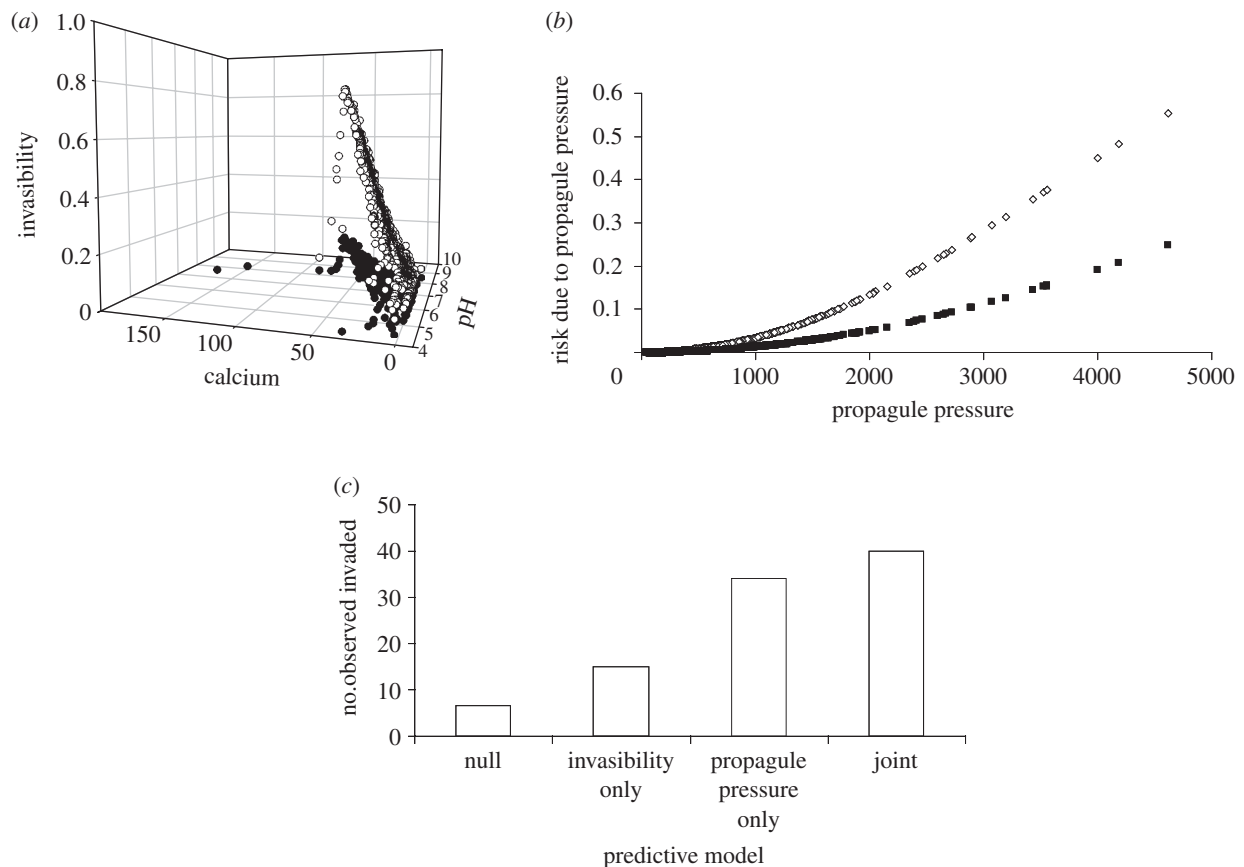 (a)
1.0
0.8
0.6
0.4
0.2
0
invasibility
150
100
50
0
calcium
10
9
8
7
6
5
4
pH
(b)
0.6
0.5
0.4
0.3
0.2
0.1
risk due to propagule pressure
0
1000
2000
3000
4000
5000
propagule pressure
(c)
50
40
30
20
10
0
no.observed invaded
null
invasibility
only
propagule
pressure
only
joint
predictive model